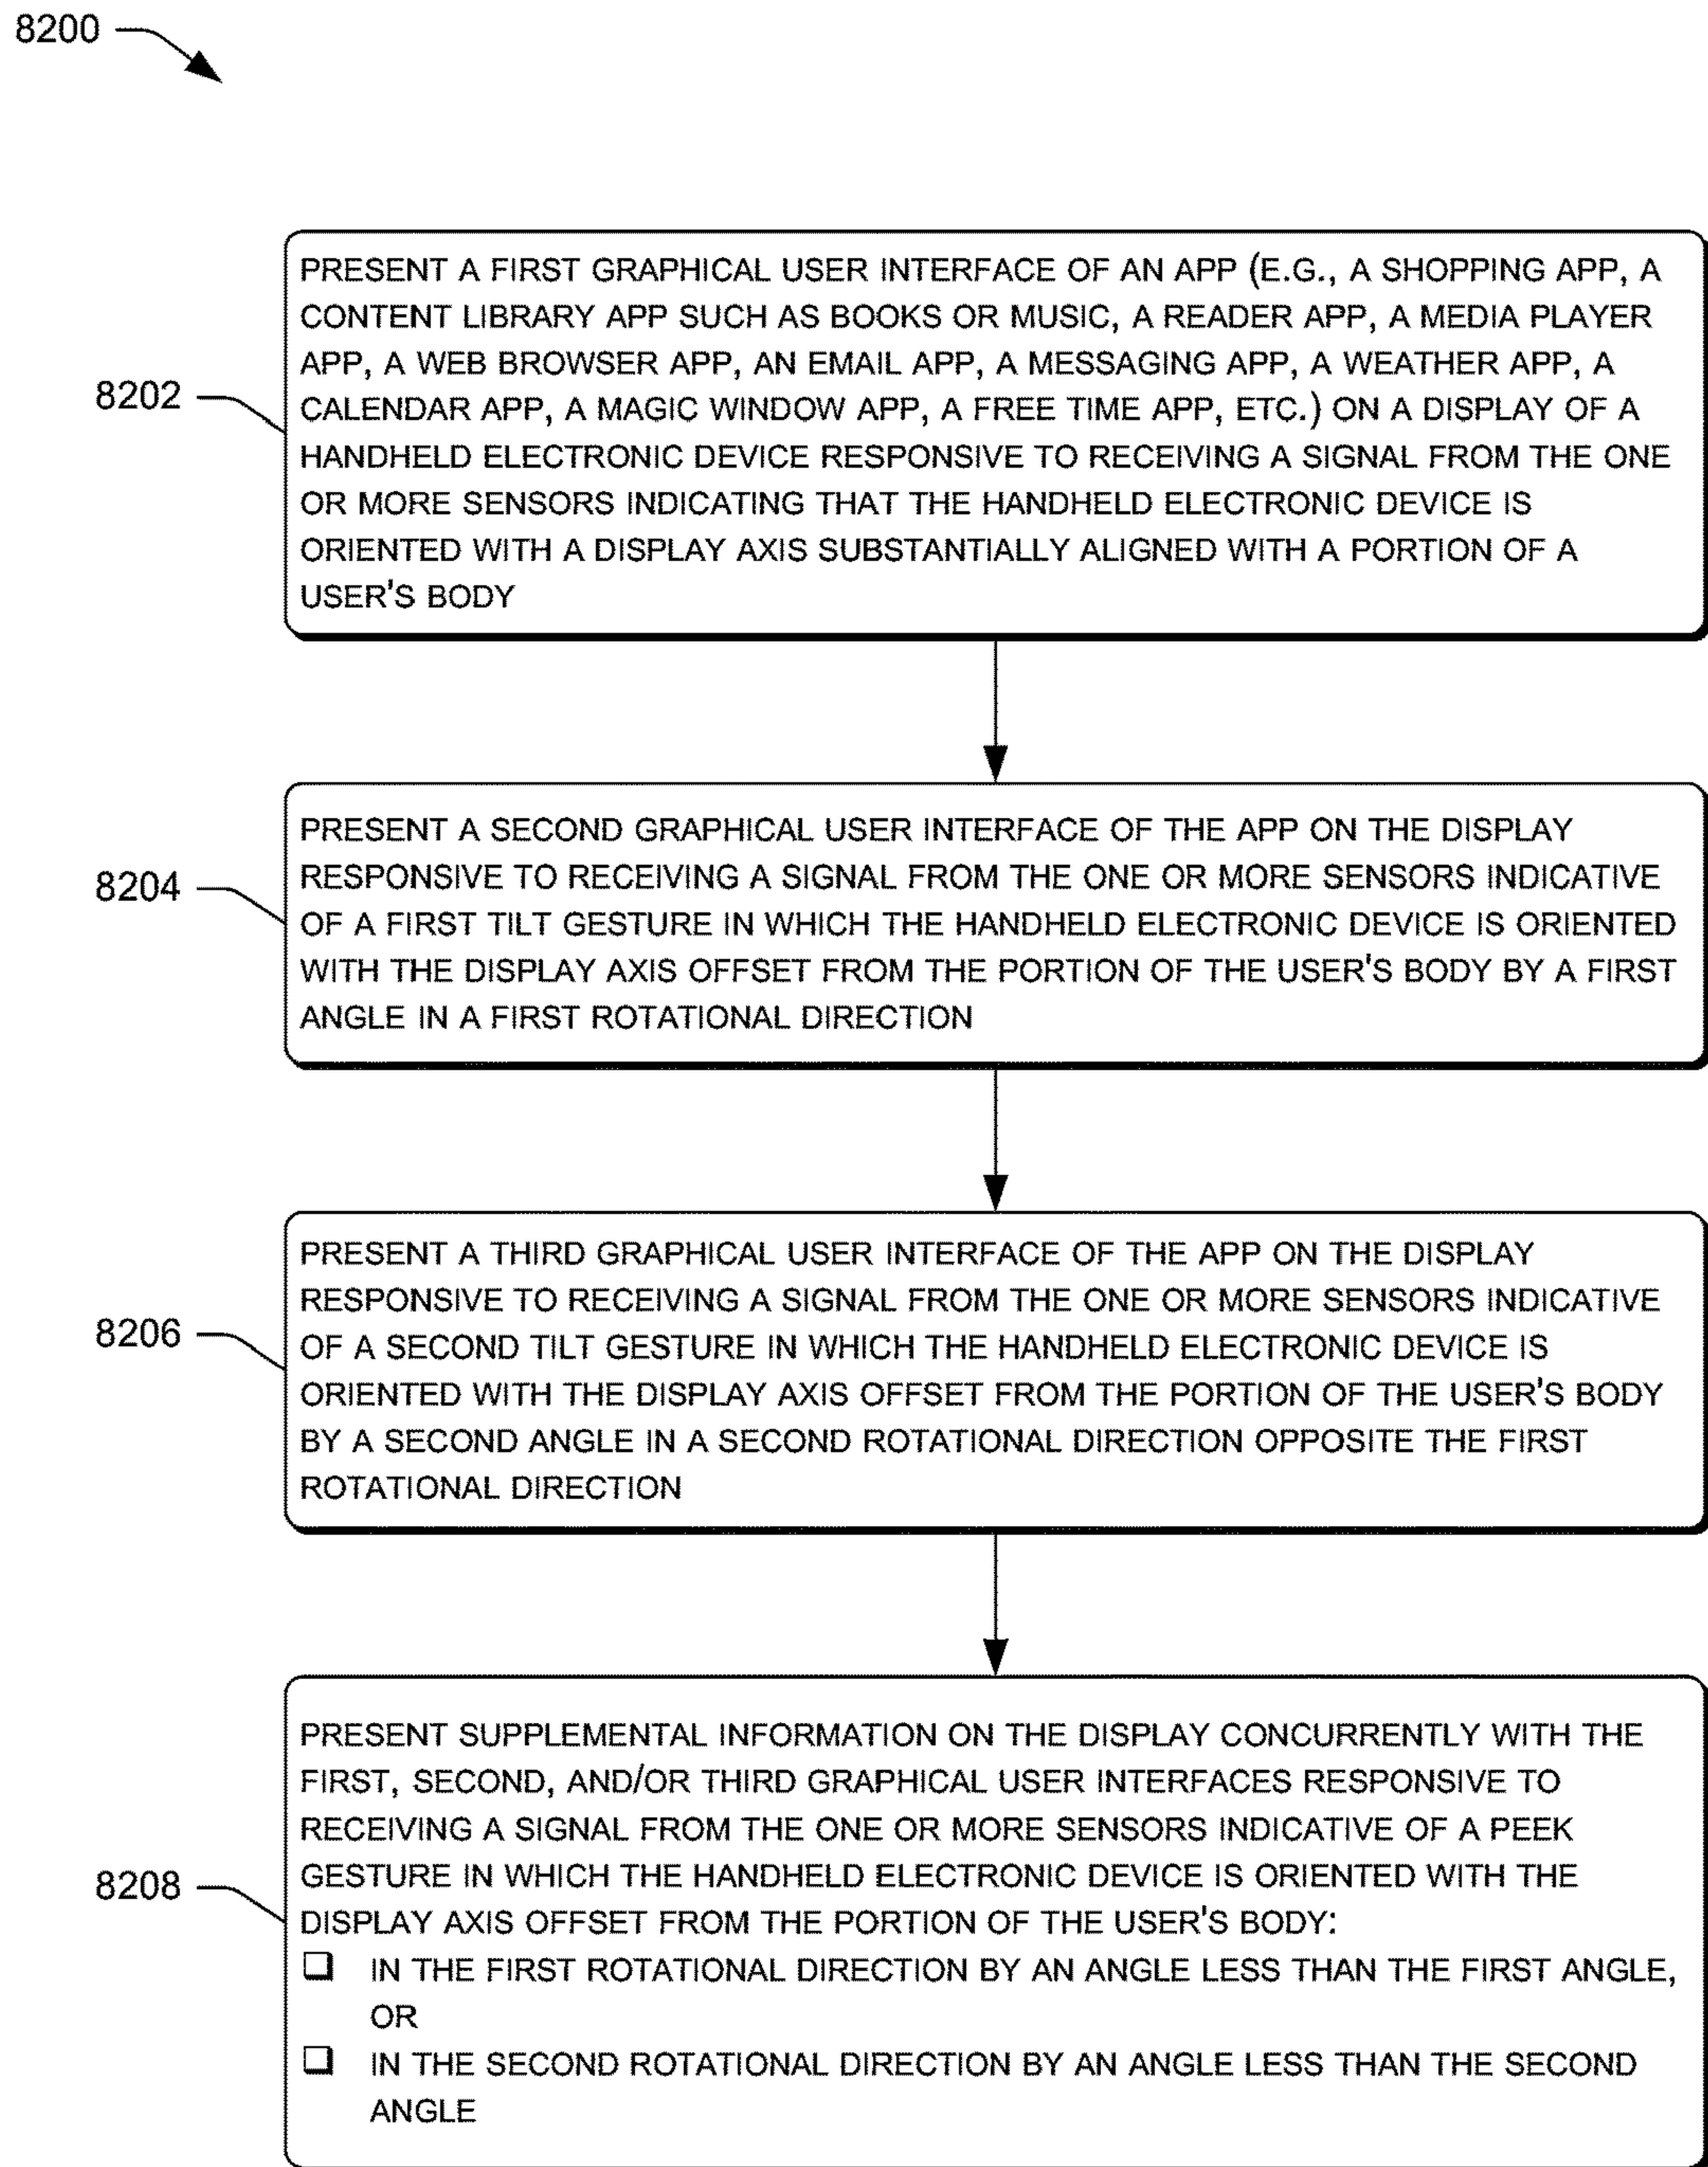 8200
PRESENT A FIRST GRAPHICAL USER INTERFACE OF AN APP (E.G., A SHOPPING APP, A
CONTENT LIBRARY APP SUCH AS BOOKS OR MUSIC, A READER APP, A MEDIA PLAYER
APP, A WEB BROWSER APP, AN EMAIL APP, A MESSAGING APP, A WEATHER APP, A
8202
CALENDAR APP, A MAGIC WINDOW APP, A FREE TIME APP, ETC.) ON A DISPLAY OF A
HANDHELD ELECTRONIC DEVICE RESPONSIVE TO RECEIVING A SIGNAL FROM THE ONE
OR MORE SENSORS INDICATING THAT THE HANDHELD ELECTRONIC DEVICE IS
ORIENTED WITH A DISPLAY AXIS SUBSTANTIALLY ALIGNED WITH A PORTION OF A
USER'S BODY
PRESENT A SECOND GRAPHICAL USER INTERFACE OF THE APP ON THE DISPLAY
8204
RESPONSIVE TO RECEIVING A SIGNAL FROM THE ONE OR MORE SENSORS INDICATIVE
OF A FIRST TILT GESTURE IN WHICH THE HANDHELD ELECTRONIC DEVICE IS ORIENTED
WITH THE DISPLAY AXIS OFFSET FROM THE PORTION OF THE USER'S BODY BY A FIRST
ANGLE IN A FIRST ROTATIONAL DIRECTION
PRESENT A THIRD GRAPHICAL USER INTERFACE OF THE APP ON THE DISPLAY
RESPONSIVE TO RECEIVING A SIGNAL FROM THE ONE OR MORE SENSORS INDICATIVE
8206
OF A SECOND TILT GESTURE IN WHICH THE HANDHELD ELECTRONIC DEVICE IS
ORIENTED WITH THE DISPLAY AXIS OFFSET FROM THE PORTION OF THE USER'S BODY
BY A SECOND ANGLE IN A SECOND ROTATIONAL DIRECTION OPPOSITE THE FIRST
ROTATIONAL DIRECTION
PRESENT SUPPLEMENTAL INFORMATION ON THE DISPLAY CONCURRENTLY WITH THE
FIRST, SECOND, AND/OR THIRD GRAPHICAL USER INTERFACES RESPONSIVE TO
RECEIVING A SIGNAL FROM THE ONE OR MORE SENSORS INDICATIVE OF A PEEK
8208
GESTURE IN WHICH THE HANDHELD ELECTRONIC DEVICE IS ORIENTED WITH THE
DISPLAY AXIS OFFSET FROM THE PORTION OF THE USER'S BODY:
❑ IN THE FIRST ROTATIONAL DIRECTION BY AN ANGLE LESS THAN THE FIRST ANGLE,
OR
❑ IN THE SECOND ROTATIONAL DIRECTION BY AN ANGLE LESS THAN THE SECOND
ANGLE